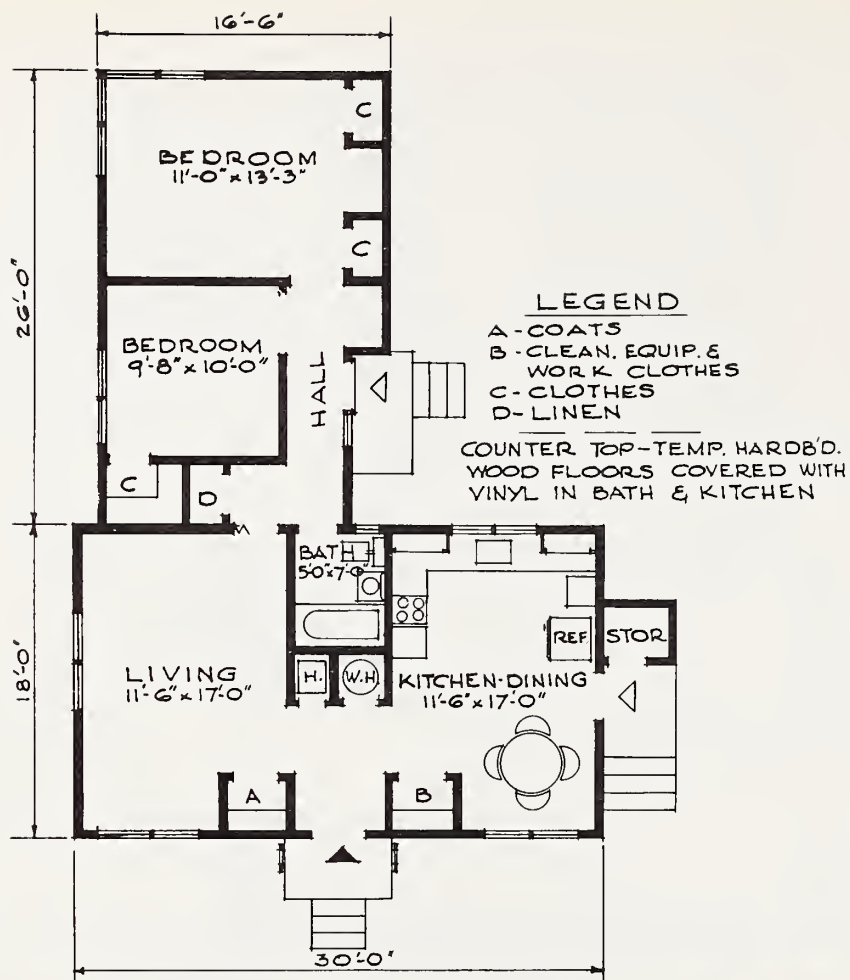 16'-6"
C
BEDROOM
11'-0" x 13'-3"
C
26'-0"
BEDROOM
9'-8" x 10'-0"
HALL
C
D
LEGEND
A - COATS
B - CLEAN. EQUIP. &
WORK CLOTHES
C - CLOTHES
D - LINEN
COUNTER TOP - TEMP. HARDB'D.
WOOD FLOORS COVERED WITH
VINYL IN BATH & KITCHEN
BATH
5'-0" x 7'-0"
18'-0"
LIVING
11'-6" x 17'-0"
H.
W.H
KITCHEN-DINING
11'-6" x 17'-0"
REF
STOR
A
B
30'-0"